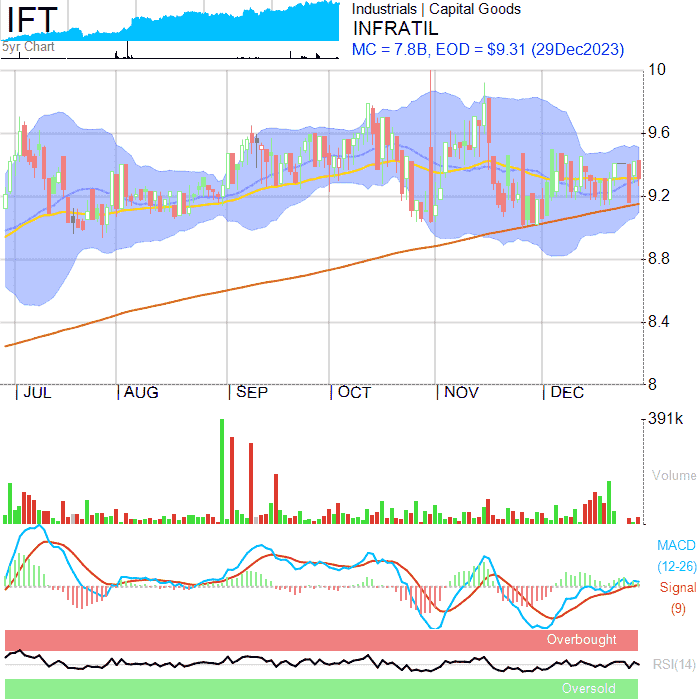 IFT
5yr Chart
Industrials | Capital Goods
INFRATIL
MC = 7.8B, EOD = $9.31 (29Dec2023)
10
9.6
9.2
8.8
8.4
8
JUL
AUG
SEP
OCT
NOV
DEC
391k
Volume
MACD
(12-26)
Signal
(9)
Overbought
RSI(14)
Oversold